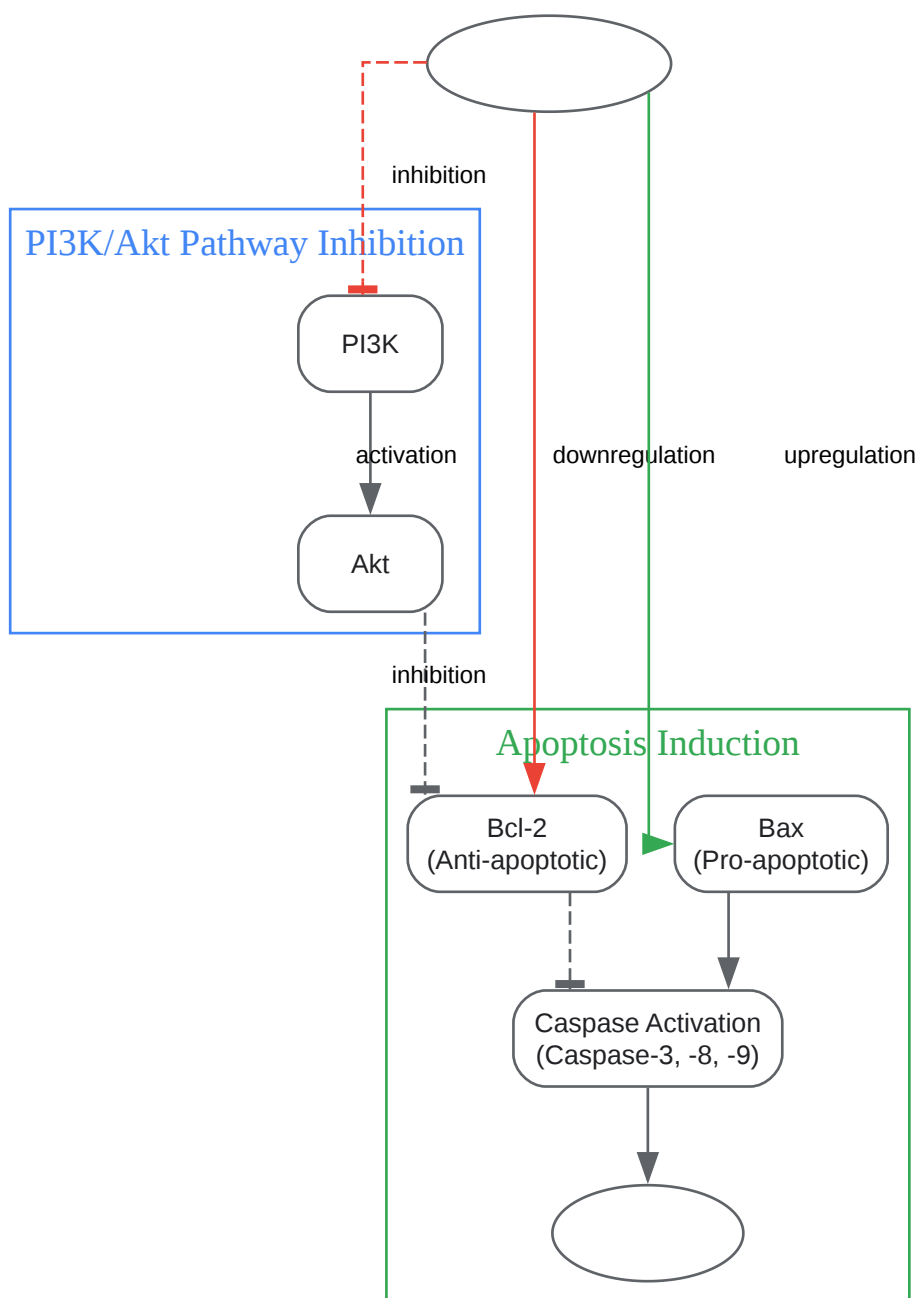 inhibition
PI3K/Akt Pathway Inhibition
PI3K
activation
downregulation
upregulation
Akt
inhibition
Apoptosis Induction
Bcl-2
(Anti-apoptotic)
Bax
(Pro-apoptotic)
Caspase Activation
(Caspase-3, -8, -9)